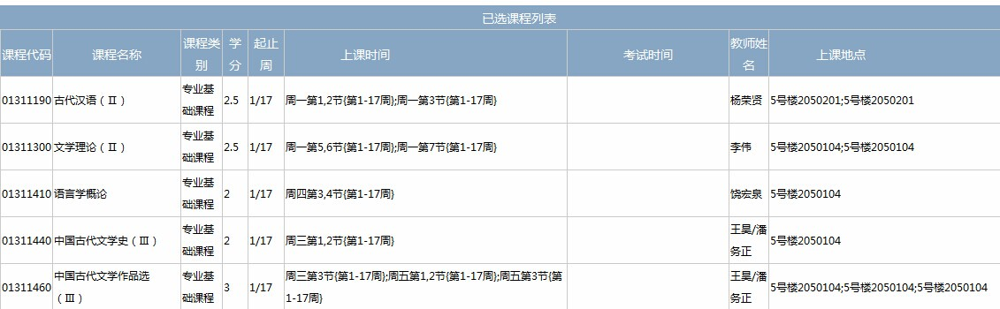 已选课程列表
课程代码 课程名称 课程类别 学分 起止周 上课时间 考试时间 教师姓名 上课地点
01311190 古代汉语（Ⅱ） 专业基础课程 2.5 1/17 周一第1,2节{第1-17周};周一第3节{第1-17周} 杨荣贤 5号楼2050201;5号楼2050201
01311300 文学理论（Ⅱ） 专业基础课程 2.5 1/17 周一第5,6节{第1-17周};周一第7节{第1-17周} 李伟 5号楼2050104;5号楼2050104
01311410 语言学概论 专业基础课程 2 1/17 周四第3,4节{第1-17周} 饶宏泉 5号楼2050104
01311440 中国古代文学史（Ⅲ） 专业基础课程 2 1/17 周三第1,2节{第1-17周} 王昊/潘务正 5号楼2050104
01311460 中国古代文学作品选（Ⅲ） 专业基础课程 3 1/17 周三第3节{第1-17周};周五第1,2节{第1-17周};周五第3节{第1-17周} 王昊/潘务正 5号楼2050104;5号楼2050104;5号楼2050104